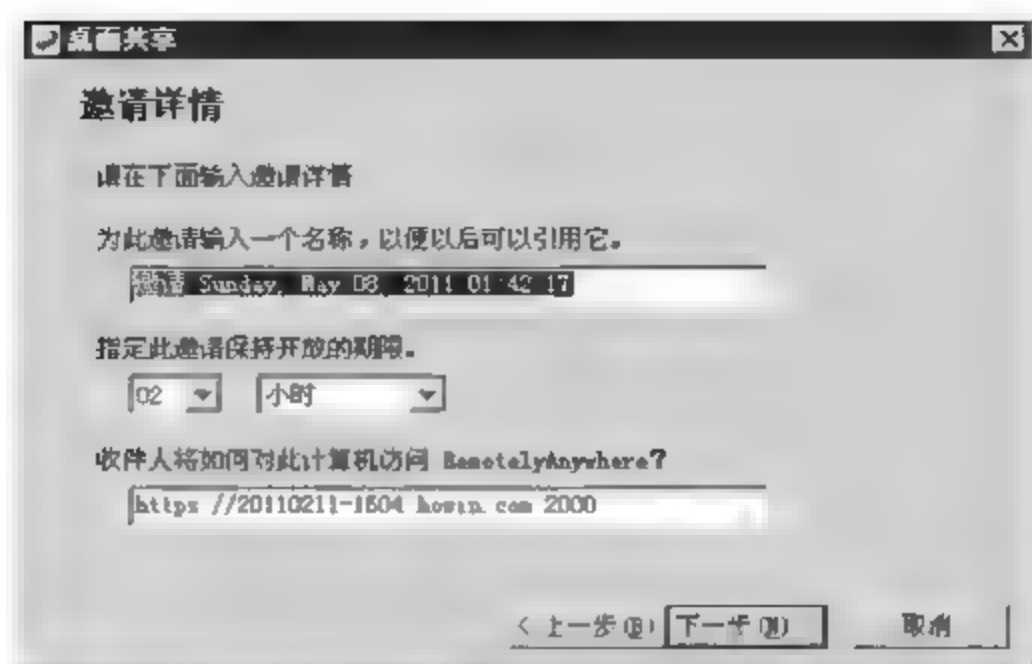 桌面共享
邀请详情
请在下面输入邀请详情
为此邀请输入一个名称，以便以后可以引用它。
邀请 Sunday, May 08, 2011 01:42:17
指定此邀请保持开放的期限。
02 小时
收件人将如何对此计算机访问 RemotelyAnywhere?
https://20110211-1604.howin.com:2000
< 上一步(B) 下一步(N) 取消